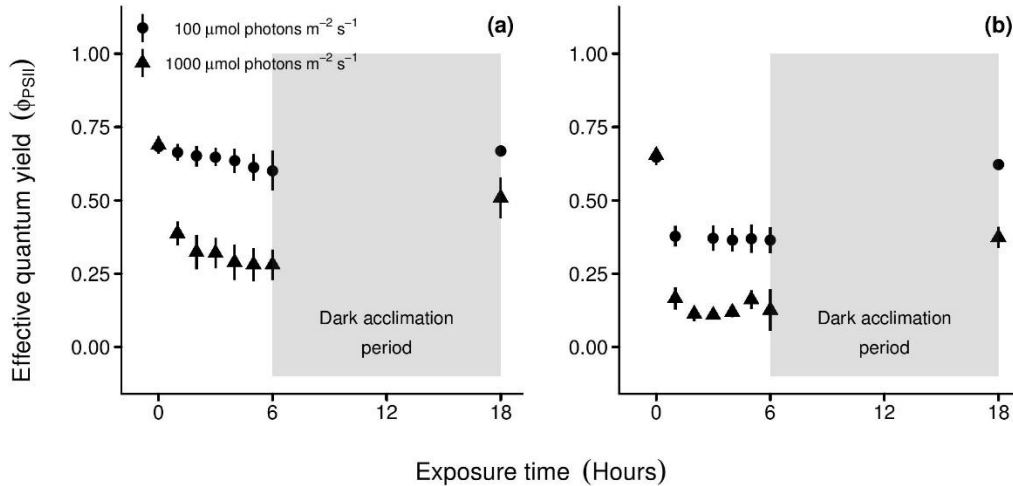 Effective quantum yield (ϕPSII)
(a)
100 μmol photons m⁻² s⁻¹
1000 μmol photons m⁻² s⁻¹
1.00
0.75
0.50
0.25
0.00
Dark acclimation
period
0 6 12 18
(b)
1.00
0.75
0.50
0.25
0.00
Dark acclimation
period
0 6 12 18
Exposure time (Hours)